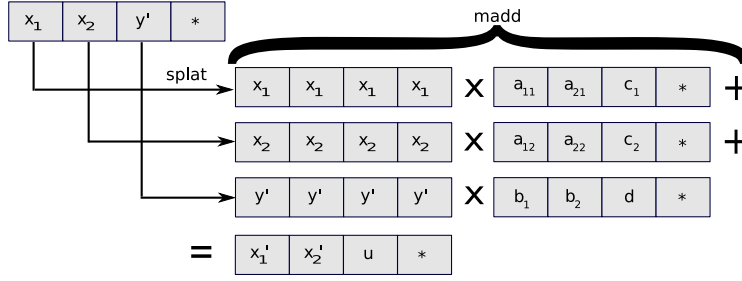 x₁ x₂ y' *
madd
splat
x₁ x₁ x₁ x₁ x a₁₁ a₂₁ c₁ * +
x₂ x₂ x₂ x₂ x a₁₂ a₂₂ c₂ * +
y' y' y' y' x b₁ b₂ d *
= x₁' x₂' u *